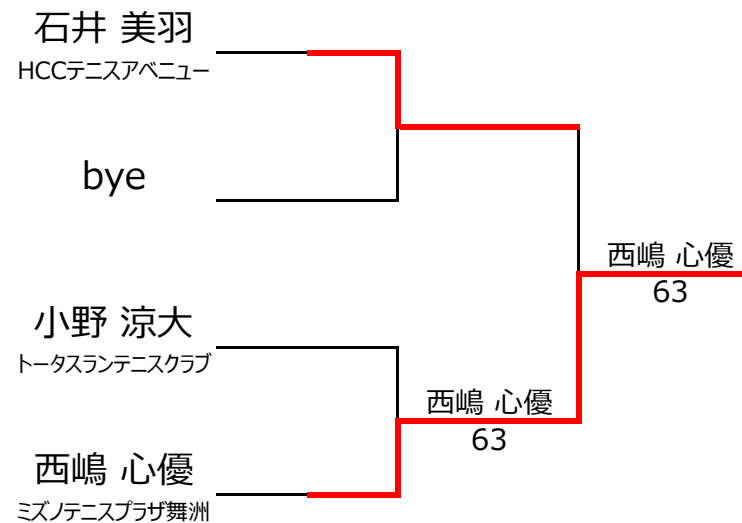 石井 美羽
HCCテニスアベニュー
bye
西嶋 心優
63
小野 涼大
トータスランテニスクラブ
西嶋 心優
63
西嶋 心優
ミズノテニスプラザ舞洲